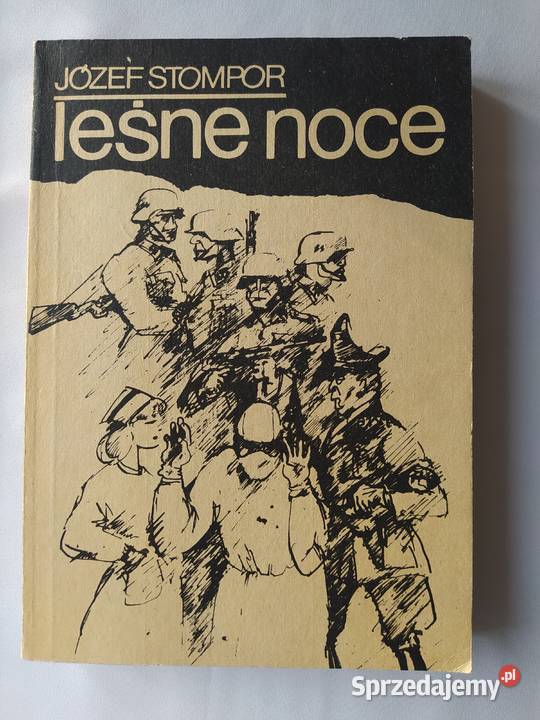 JÓZEF STOMPOR
leśne noce
Sprzedajemy.pl